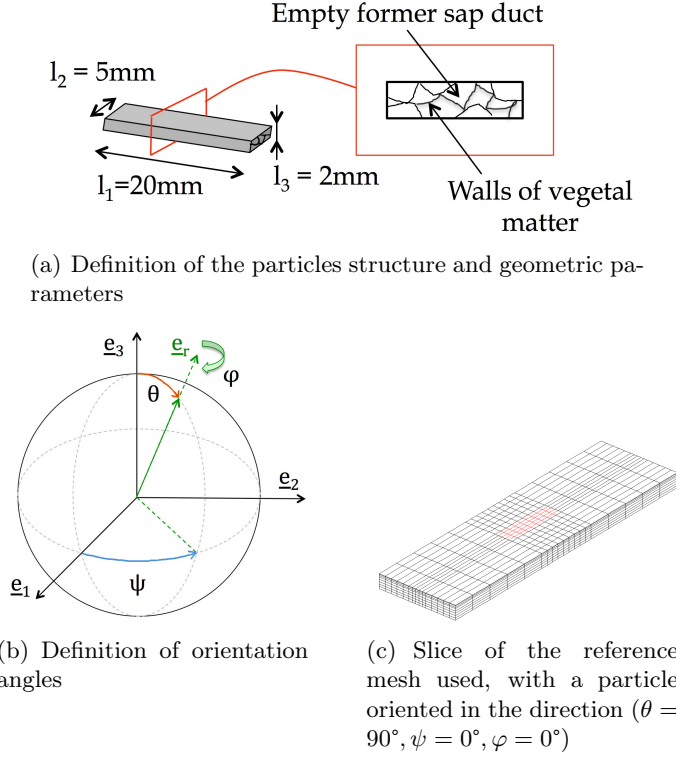 Empty former sap duct
l₂ = 5mm
l₁=20mm
l₃ = 2mm
Walls of vegetal
matter
(a) Definition of the particles structure and geometric pa-
rameters
e₃
e_r
φ
θ
e₂
e₁
ψ
(b) Definition of orientation
angles
(c) Slice of the reference
mesh used, with a particle
oriented in the direction (θ =
90°, ψ = 0°, φ = 0°)